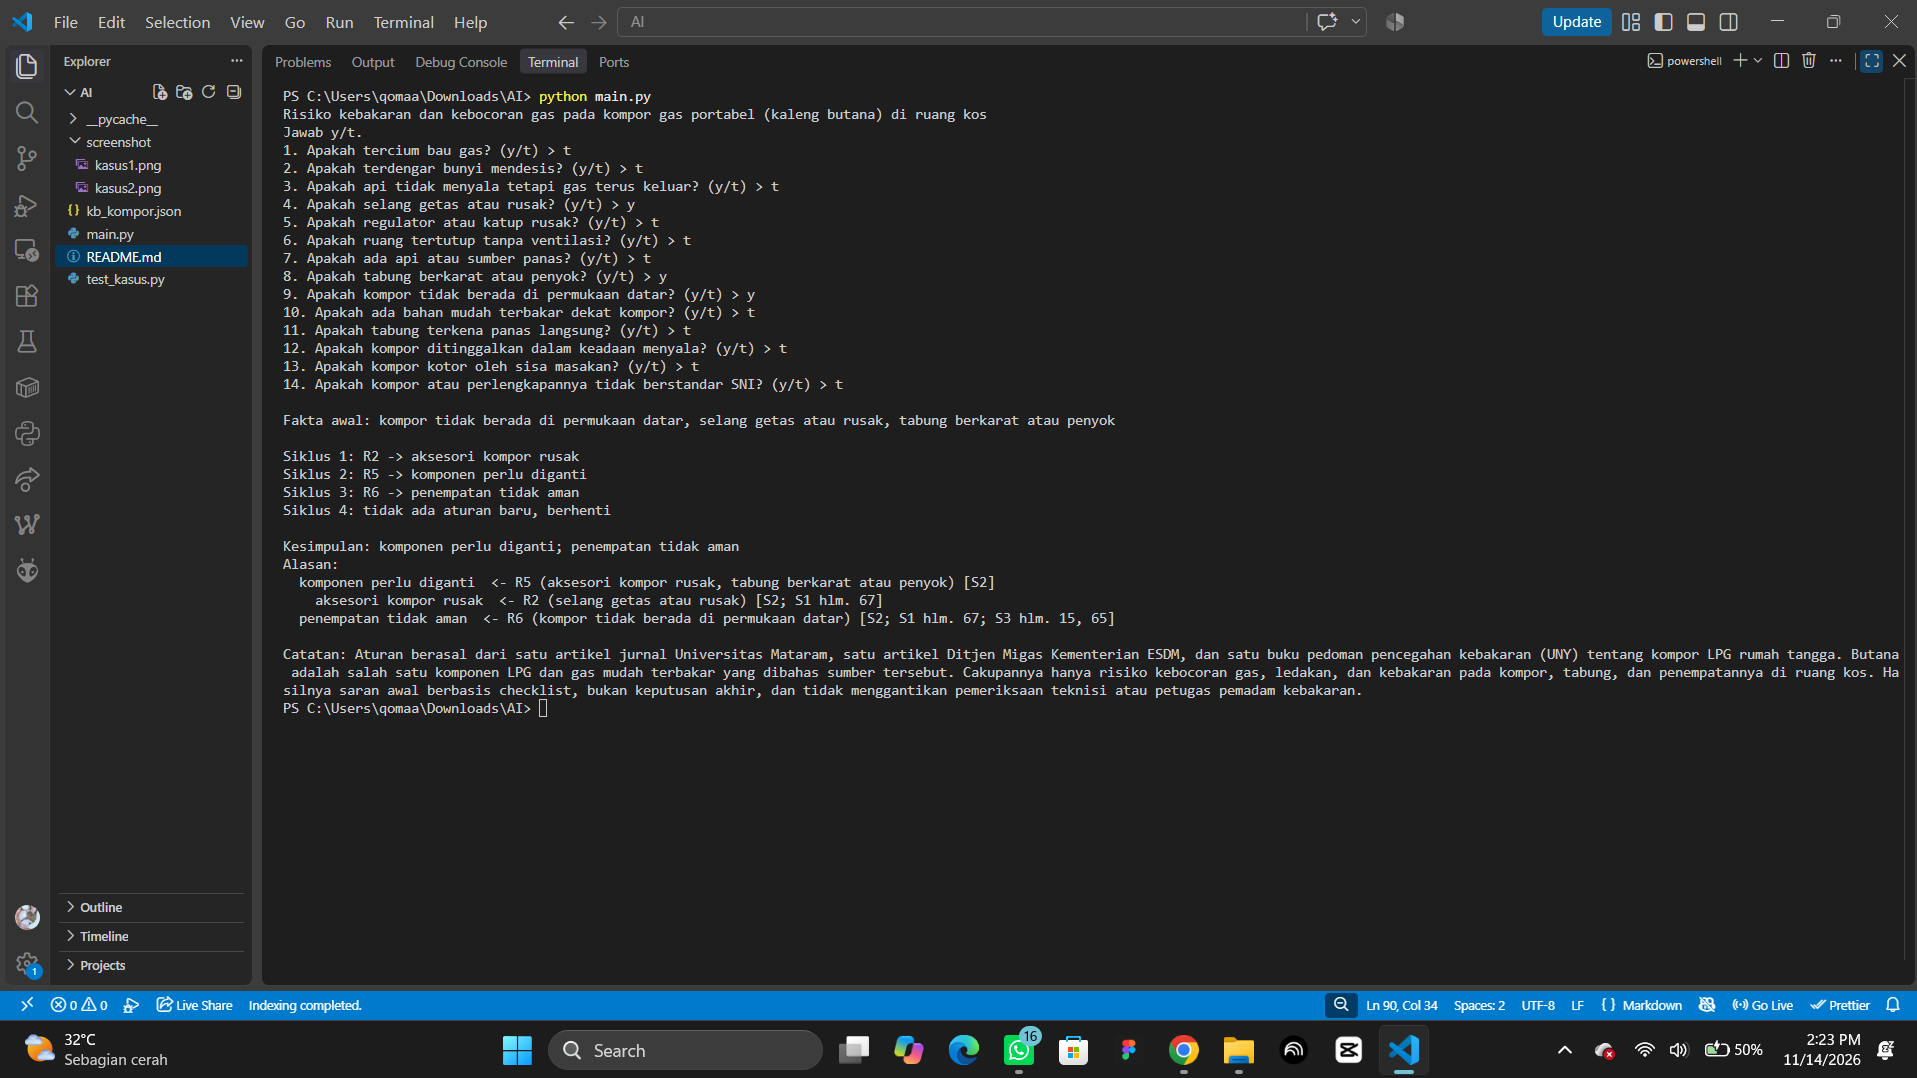 File Edit Selection View Go Run Terminal Help
AI
Update
Explorer
AI
__pycache__
screenshot
kasus1.png
kasus2.png
kb_kompor.json
main.py
README.md
test_kasus.py
Outline
Timeline
Projects
Problems Output Debug Console Terminal Ports
powershell
PS C:\Users\qomaa\Downloads\AI> python main.py
Risiko kebakaran dan kebocoran gas pada kompor gas portabel (kaleng butana) di ruang kos
Jawab y/t.
1. Apakah tercium bau gas? (y/t) > t
2. Apakah terdengar bunyi mendesis? (y/t) > t
3. Apakah api tidak menyala tetapi gas terus keluar? (y/t) > t
4. Apakah selang getas atau rusak? (y/t) > y
5. Apakah regulator atau katup rusak? (y/t) > t
6. Apakah ruang tertutup tanpa ventilasi? (y/t) > t
7. Apakah ada api atau sumber panas? (y/t) > t
8. Apakah tabung berkarat atau penyok? (y/t) > y
9. Apakah kompor tidak berada di permukaan datar? (y/t) > y
10. Apakah ada bahan mudah terbakar dekat kompor? (y/t) > t
11. Apakah tabung terkena panas langsung? (y/t) > t
12. Apakah kompor ditinggalkan dalam keadaan menyala? (y/t) > t
13. Apakah kompor kotor oleh sisa masakan? (y/t) > t
14. Apakah kompor atau perlengkapannya tidak berstandar SNI? (y/t) > t
Fakta awal: kompor tidak berada di permukaan datar, selang getas atau rusak, tabung berkarat atau penyok
Siklus 1: R2 -> aksesori kompor rusak
Siklus 2: R5 -> komponen perlu diganti
Siklus 3: R6 -> penempatan tidak aman
Siklus 4: tidak ada aturan baru, berhenti
Kesimpulan: komponen perlu diganti; penempatan tidak aman
Alasan:
komponen perlu diganti <- R5 (aksesori kompor rusak, tabung berkarat atau penyok) [S2]
aksesori kompor rusak <- R2 (selang getas atau rusak) [S2; S1 hlm. 67]
penempatan tidak aman <- R6 (kompor tidak berada di permukaan datar) [S2; S1 hlm. 67; S3 hlm. 15, 65]
Catatan: Aturan berasal dari satu artikel jurnal Universitas Mataram, satu artikel Ditjen Migas Kementerian ESDM, dan satu buku pedoman pencegahan kebakaran (UNY) tentang kompor LPG rumah tangga. Butana
adalah salah satu komponen LPG dan gas mudah terbakar yang dibahas sumber tersebut. Cakupannya hanya risiko kebocoran gas, ledakan, dan kebakaran pada kompor, tabung, dan penempatannya di ruang kos. Ha
silnya saran awal berbasis checklist, bukan keputusan akhir, dan tidak menggantikan pemeriksaan teknisi atau petugas pemadam kebakaran.
PS C:\Users\qomaa\Downloads\AI>
1
0 0 Live Share Indexing completed.
Ln 90, Col 34 Spaces: 2 UTF-8 LF { } Markdown Go Live Prettier
32°C
Sebagian cerah
Search
16
50%
2:23 PM
11/14/2026